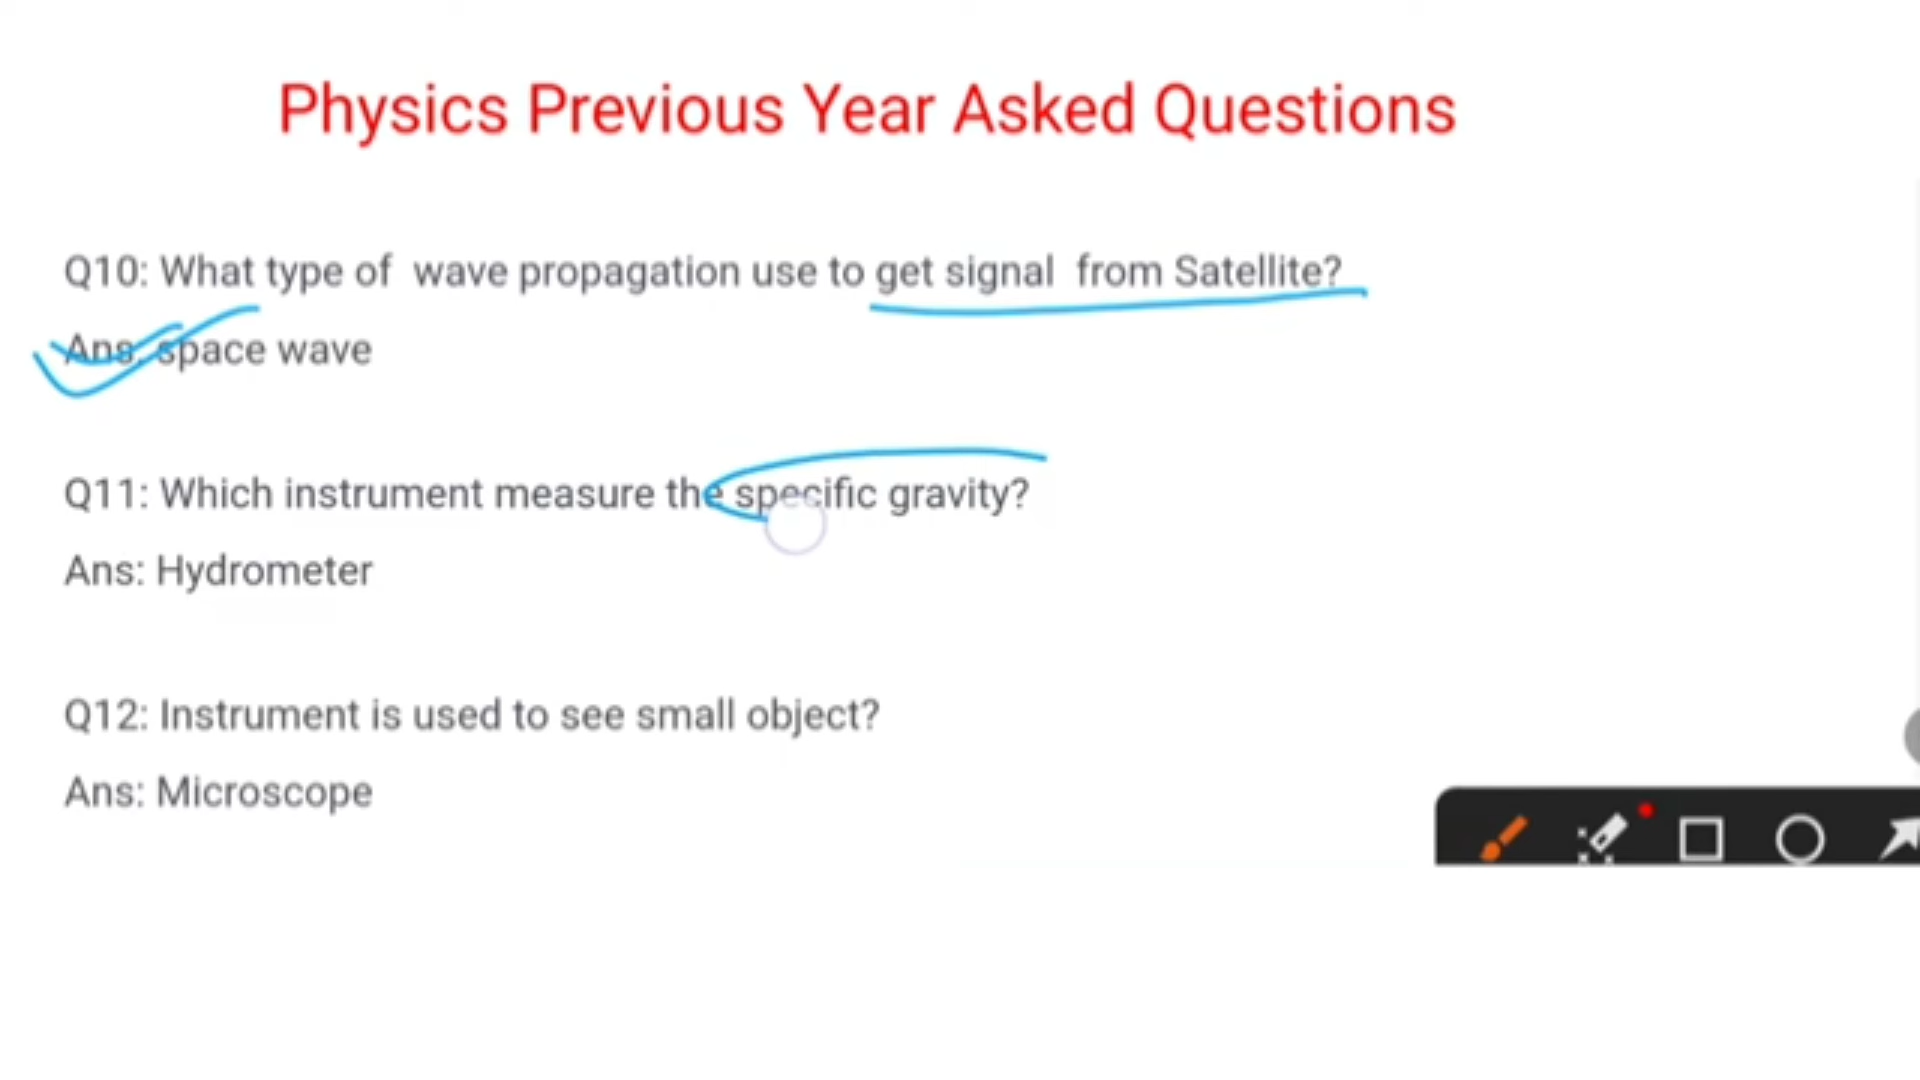 Physics Previous Year Asked Questions
Q10: What type of wave propagation use to get signal from Satellite?
Ans: space wave
Q11: Which instrument measure the specific gravity?
Ans: Hydrometer
Q12: Instrument is used to see small object?
Ans: Microscope